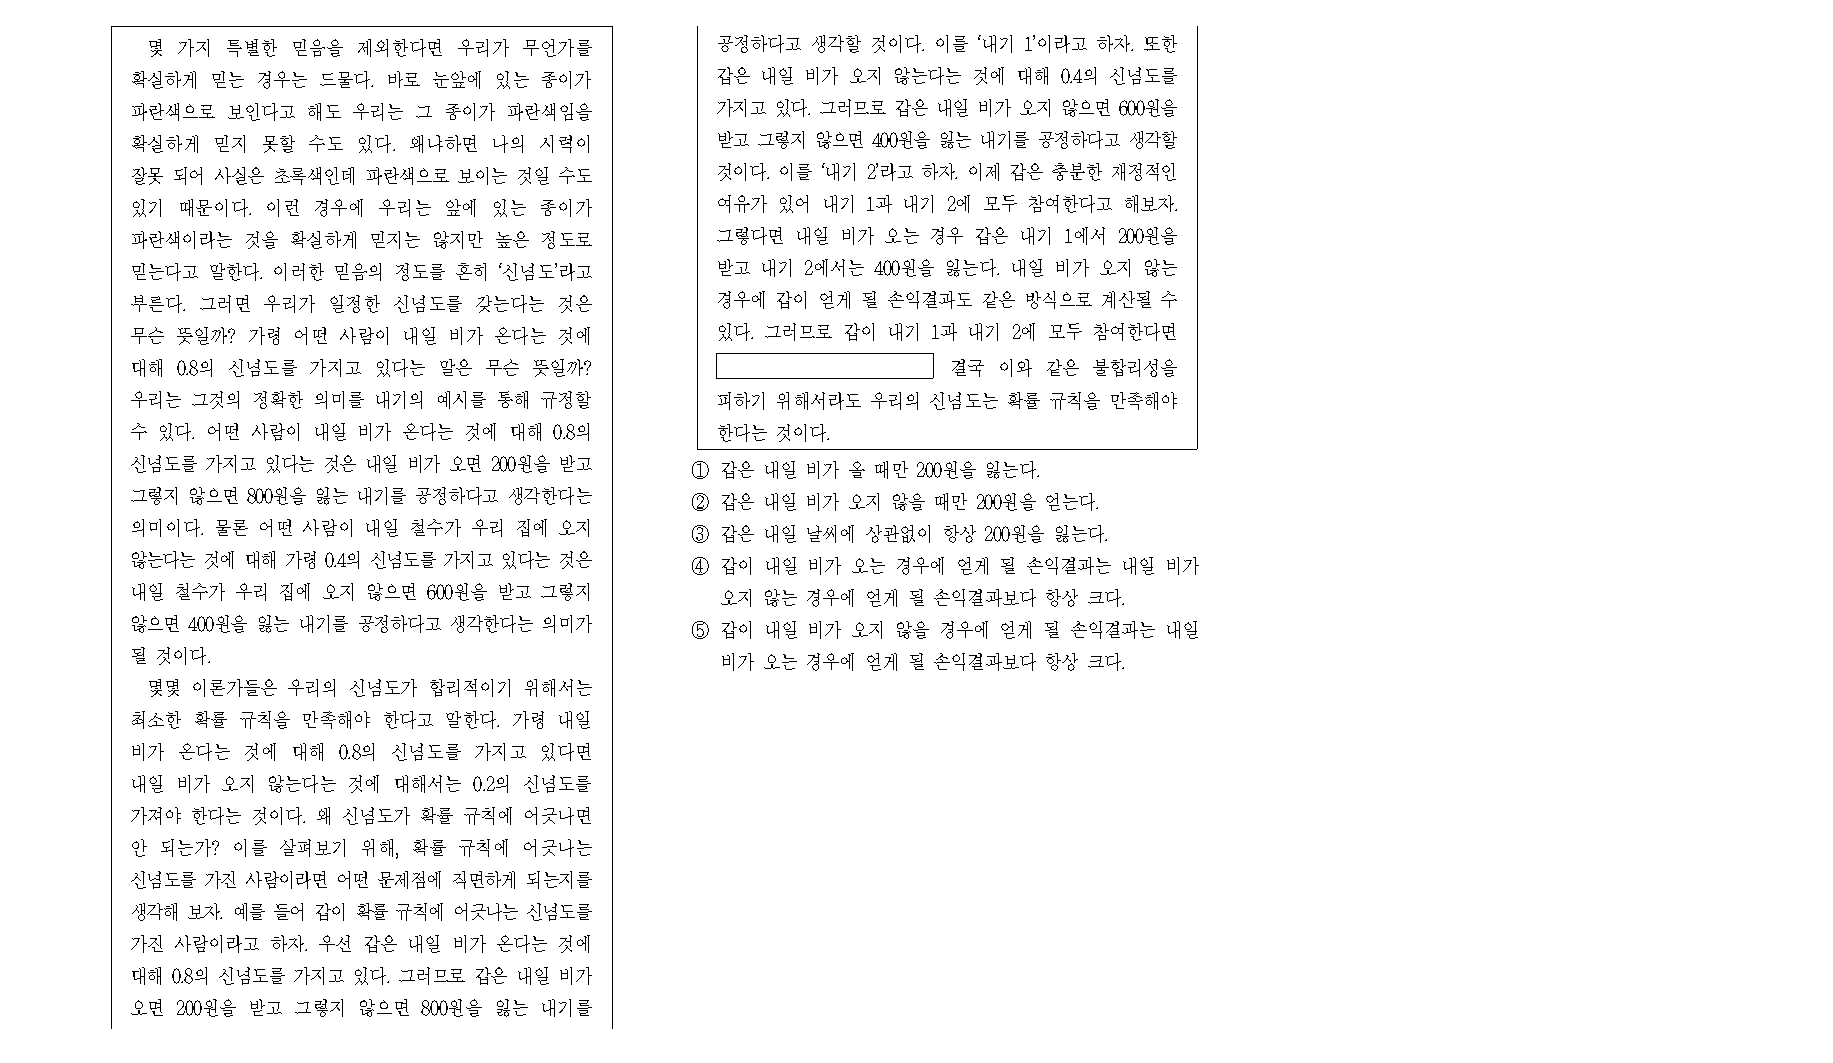 몇 가지 특별한 믿음을 제외한다면 우리가 무언가를
확실하게 믿는 경우는 드물다. 바로 눈앞에 있는 종이가
파란색으로 보인다고 해도 우리는 그 종이가 파란색임을
확실하게 믿지 못할 수도 있다. 왜냐하면 나의 시력이
잘못 되어 사실은 초록색인데 파란색으로 보이는 것일 수도
있기 때문이다. 이런 경우에 우리는 앞에 있는 종이가
파란색이라는 것을 확실하게 믿지는 않지만 높은 정도로
믿는다고 말한다. 이러한 믿음의 정도를 흔히 ‘신념도’라고
부른다. 그러면 우리가 일정한 신념도를 갖는다는 것은
무슨 뜻일까? 가령 어떤 사람이 내일 비가 온다는 것에
대해 0.8의 신념도를 가지고 있다는 말은 무슨 뜻일까?
우리는 그것의 정확한 의미를 내기의 예시를 통해 규정할
수 있다. 어떤 사람이 내일 비가 온다는 것에 대해 0.8의
신념도를 가지고 있다는 것은 내일 비가 오면 200원을 받고
그렇지 않으면 800원을 잃는 내기를 공정하다고 생각한다는
의미이다. 물론 어떤 사람이 내일 철수가 우리 집에 오지
않는다는 것에 대해 가령 0.4의 신념도를 가지고 있다는 것은
내일 철수가 우리 집에 오지 않으면 600원을 받고 그렇지
않으면 400원을 잃는 내기를 공정하다고 생각한다는 의미가
될 것이다.
몇몇 이론가들은 우리의 신념도가 합리적이기 위해서는
최소한 확률 규칙을 만족해야 한다고 말한다. 가령 내일
비가 온다는 것에 대해 0.8의 신념도를 가지고 있다면
내일 비가 오지 않는다는 것에 대해서는 0.2의 신념도를
가져야 한다는 것이다. 왜 신념도가 확률 규칙에 어긋나면
안 되는가? 이를 살펴보기 위해, 확률 규칙에 어긋나는
신념도를 가진 사람이라면 어떤 문제점에 직면하게 되는지를
생각해 보자. 예를 들어 갑이 확률 규칙에 어긋나는 신념도를
가진 사람이라고 하자. 우선 갑은 내일 비가 온다는 것에
대해 0.8의 신념도를 가지고 있다. 그러므로 갑은 내일 비가
오면 200원을 받고 그렇지 않으면 800원을 잃는 내기를
공정하다고 생각할 것이다. 이를 ‘내기 1’이라고 하자. 또한
갑은 내일 비가 오지 않는다는 것에 대해 0.4의 신념도를
가지고 있다. 그러므로 갑은 내일 비가 오지 않으면 600원을
받고 그렇지 않으면 400원을 잃는 내기를 공정하다고 생각할
것이다. 이를 ‘내기 2’라고 하자. 이제 갑은 충분한 재정적인
여유가 있어 내기 1과 내기 2에 모두 참여한다고 해보자.
그렇다면 내일 비가 오는 경우 갑은 내기 1에서 200원을
받고 내기 2에서는 400원을 잃는다. 내일 비가 오지 않는
경우에 갑이 얻게 될 손익결과도 같은 방식으로 계산될 수
있다. 그러므로 갑이 내기 1과 내기 2에 모두 참여한다면
결국 이와 같은 불합리성을
피하기 위해서라도 우리의 신념도는 확률 규칙을 만족해야
한다는 것이다.
① 갑은 내일 비가 올 때만 200원을 잃는다.
② 갑은 내일 비가 오지 않을 때만 200원을 얻는다.
③ 갑은 내일 날씨에 상관없이 항상 200원을 잃는다.
④ 갑이 내일 비가 오는 경우에 얻게 될 손익결과는 내일 비가
오지 않는 경우에 얻게 될 손익결과보다 항상 크다.
⑤ 갑이 내일 비가 오지 않을 경우에 얻게 될 손익결과는 내일
비가 오는 경우에 얻게 될 손익결과보다 항상 크다.